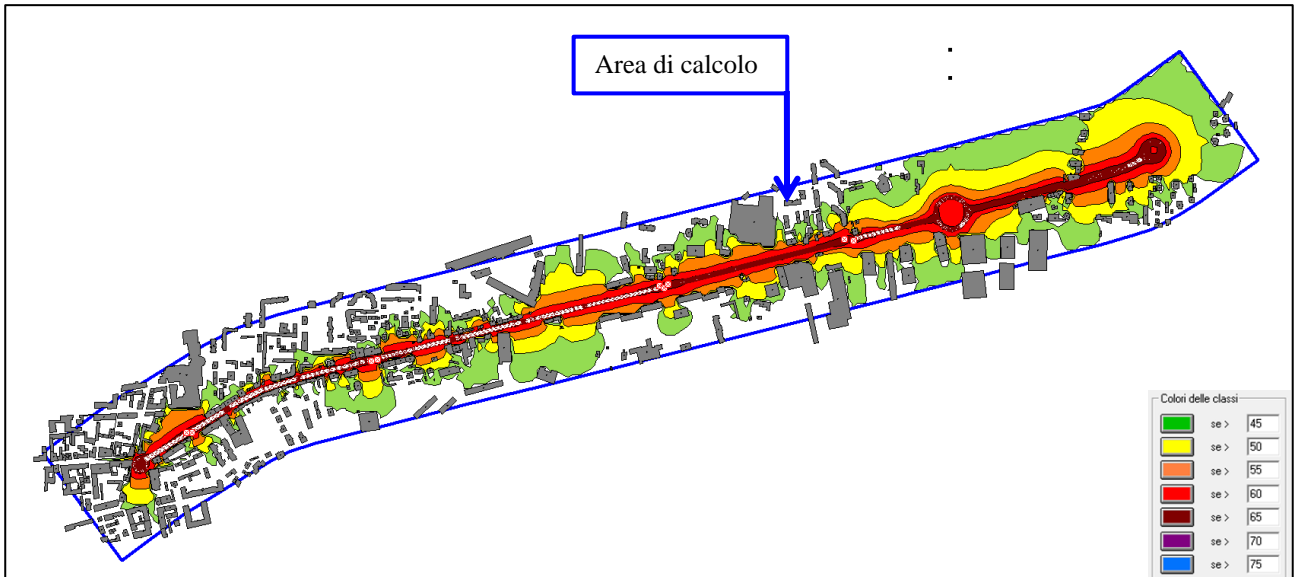 Area di calcolo
Colori delle classi
se > 45
se > 50
se > 55
se > 60
se > 65
se > 70
se > 75